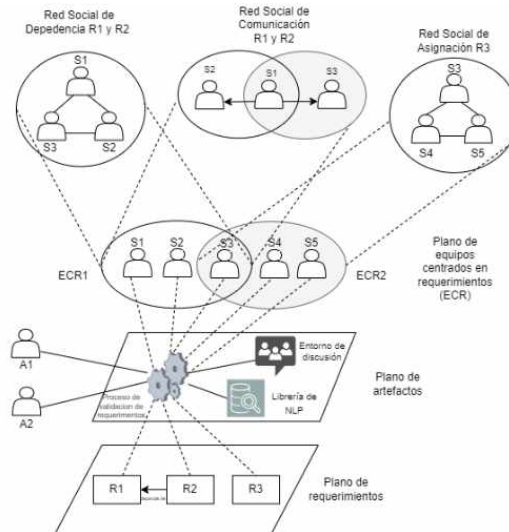 Red Social de
Depedencia R1 y R2
Red Social de
Comunicación
R1 y R2
Red Social de
Asignación R3
S1
S3
S2
S2
S1
S3
S3
S4
S5
S1
S2
S3
S4
S5
ECR1
ECR2
Plano de
equipos
centrados en
requerimientos
(ECR)
A1
A2
Proceso de
validacion de
requerimientos
Entorno de
discusión
Librería de
NLP
Plano de
artefactos
R1
R2
R3
Plano de
requerimientos